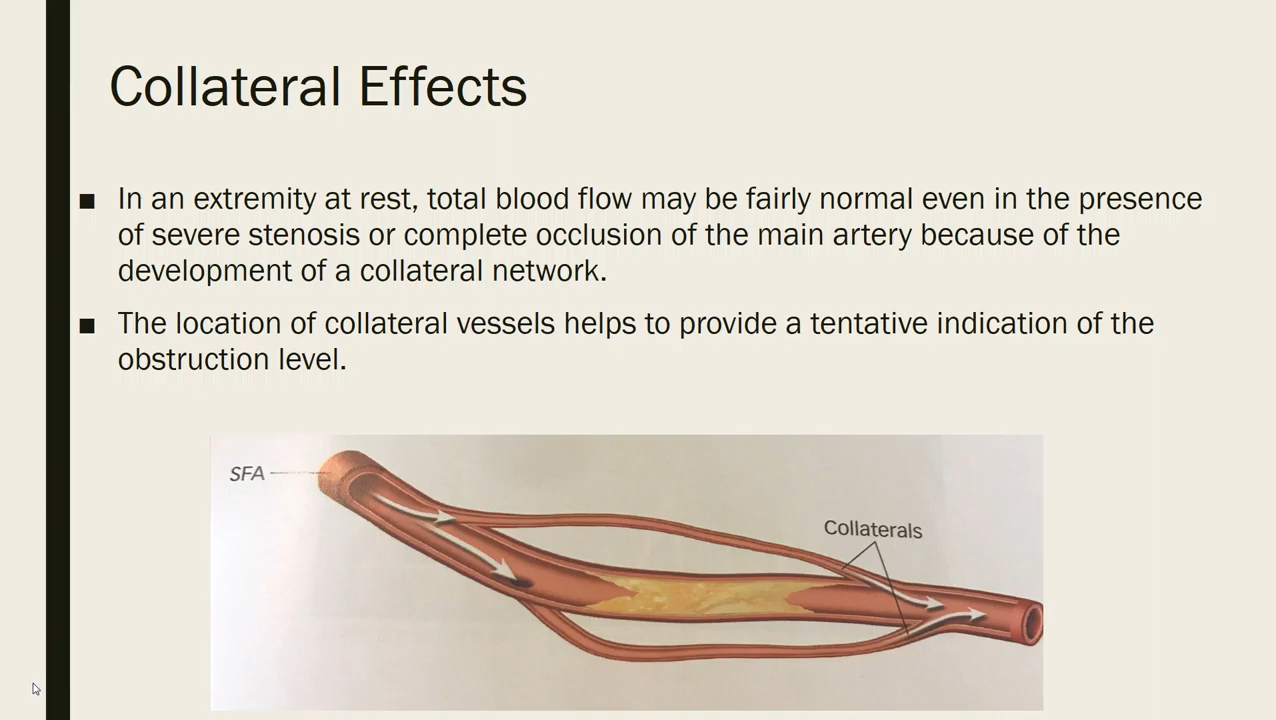 Collateral Effects
■ In an extremity at rest, total blood flow may be fairly normal even in the presence
of severe stenosis or complete occlusion of the main artery because of the
development of a collateral network.
■ The location of collateral vessels helps to provide a tentative indication of the
obstruction level.
SFA
Collaterals